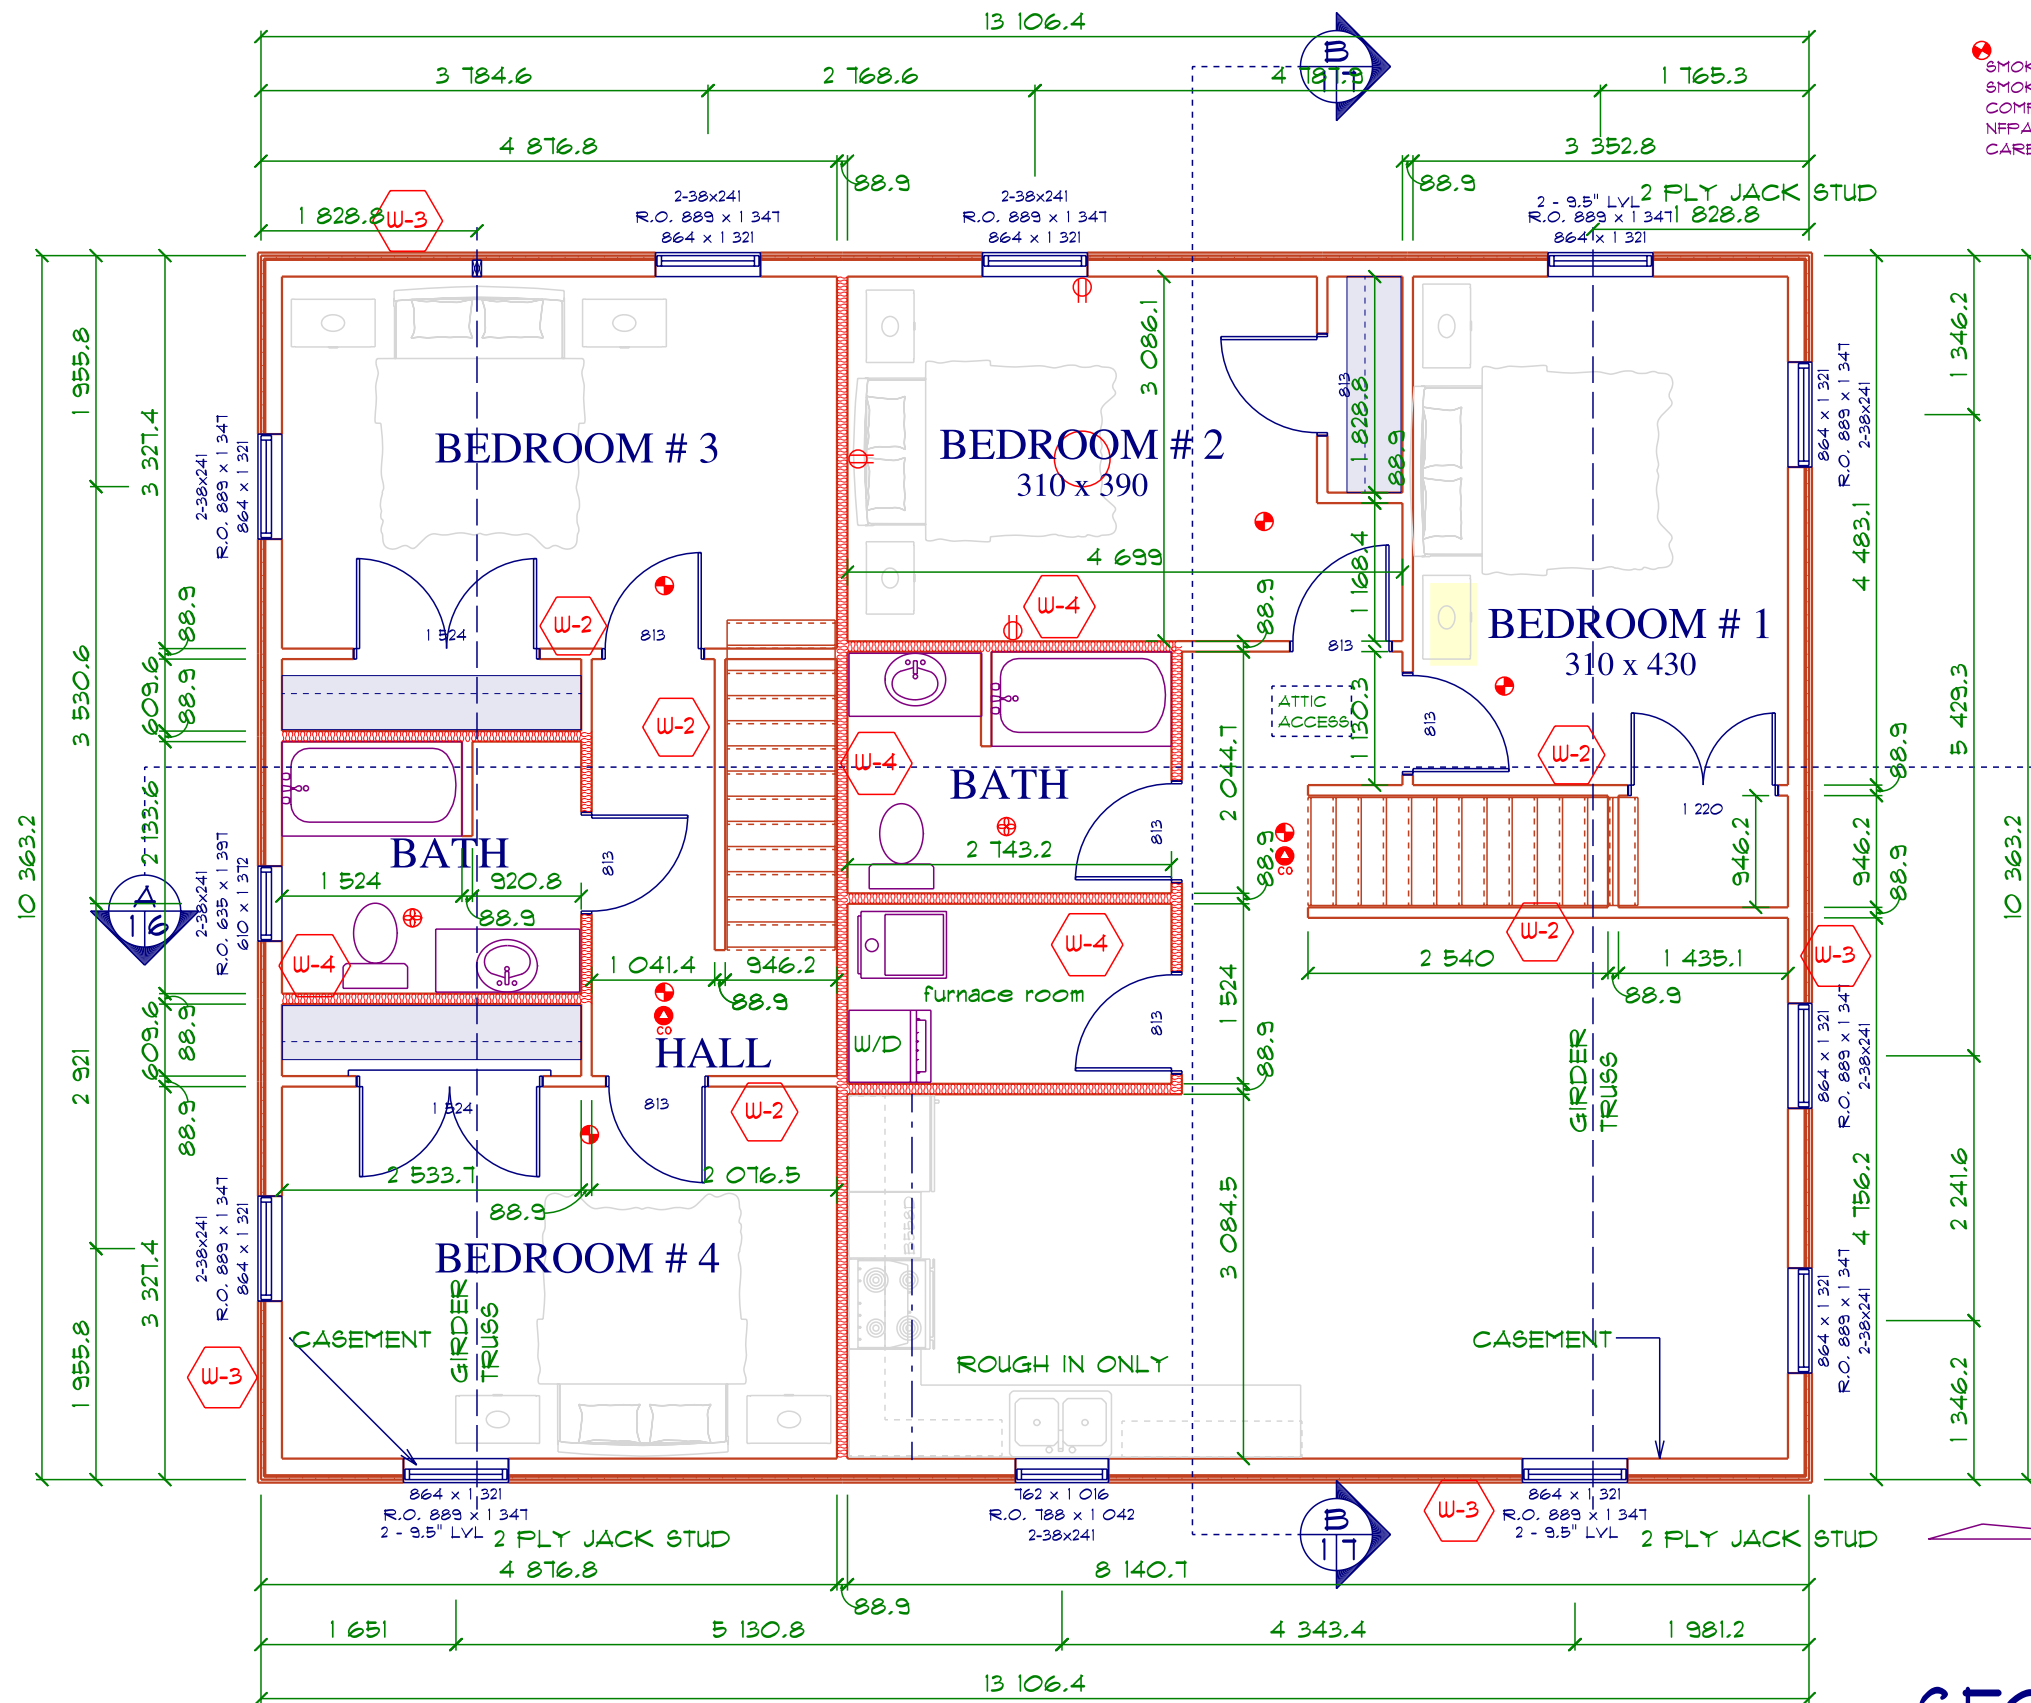 13 106.4
3 784.6
2 768.6
4 787.9
1 765.3
B
17
4 876.8
88.9
3 352.8
88.9
2 PLY JACK STUD
1 828.8
W-3
2-38x241
R.O. 889 x 1 347
864 x 1 321
2-38x241
R.O. 889 x 1 347
864 x 1 321
2 - 9.5" LVL
R.O. 889 x 1 347
864 x 1 321
1 828.8
10 363.2
1 955.8
3 530.6
2 921
1 955.8
3 327.4
88.9
609.6
88.9
2 133.6
609.6
88.9
88.9
3 327.4
2-38x241
R.O. 889 x 1 347
864 x 1 321
2-38x241
R.O. 635 x 1 397
610 x 1 372
2-38x241
R.O. 889 x 1 347
864 x 1 321
A
16
W-3
BEDROOM # 3
1 524
W-2
813
W-2
BATH
1 524
920.8
88.9
813
W-4
1 041.4
946.2
88.9
CO
HALL
1 524
813
W-2
2 533.7
2 076.5
88.9
BEDROOM # 4
GIRDER
TRUSS
CASEMENT
BEDROOM # 2
310 x 390
3 086.1
813
1 828.8
88.9
4 699
1 168.4
W-4
88.9
813
ATTIC
ACCESS
1 130.3
813
W-4
BATH
2 743.2
813
2 044.7
88.9
CO
W-4
furnace room
W/D
813
1 524
88.9
3 084.5
ROUGH IN ONLY
BEDROOM # 1
310 x 430
W-2
1 220
946.2
W-2
2 540
1 435.1
88.9
GIRDER
TRUSS
CASEMENT
W-3
864 x 1 321
R.O. 889 x 1 347
2-38x241
864 x 1 321
R.O. 889 x 1 347
2-38x241
864 x 1 321
R.O. 889 x 1 347
2-38x241
4 483.1
88.9
946.2
88.9
4 756.2
1 346.2
5 429.3
2 241.6
1 346.2
10 363.2
864 x 1 321
R.O. 889 x 1 347
2 - 9.5" LVL
2 PLY JACK STUD
762 x 1 016
R.O. 788 x 1 042
2-38x241
B
17
W-3
864 x 1 321
R.O. 889 x 1 347
2 - 9.5" LVL
2 PLY JACK STUD
4 876.8
88.9
8 140.7
1 651
5 130.8
4 343.4
1 981.2
13 106.4